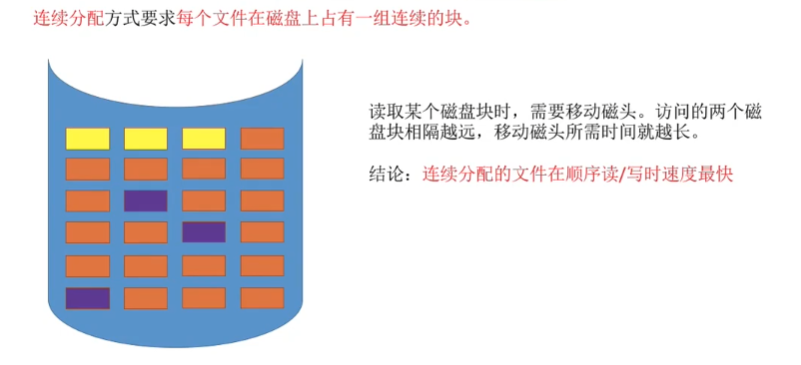 连续分配方式要求每个文件在磁盘上占有一组连续的块。
读取某个磁盘块时，需要移动磁头。访问的两个磁
盘块相隔越远，移动磁头所需时间就越长。
结论：连续分配的文件在顺序读/写时速度最快